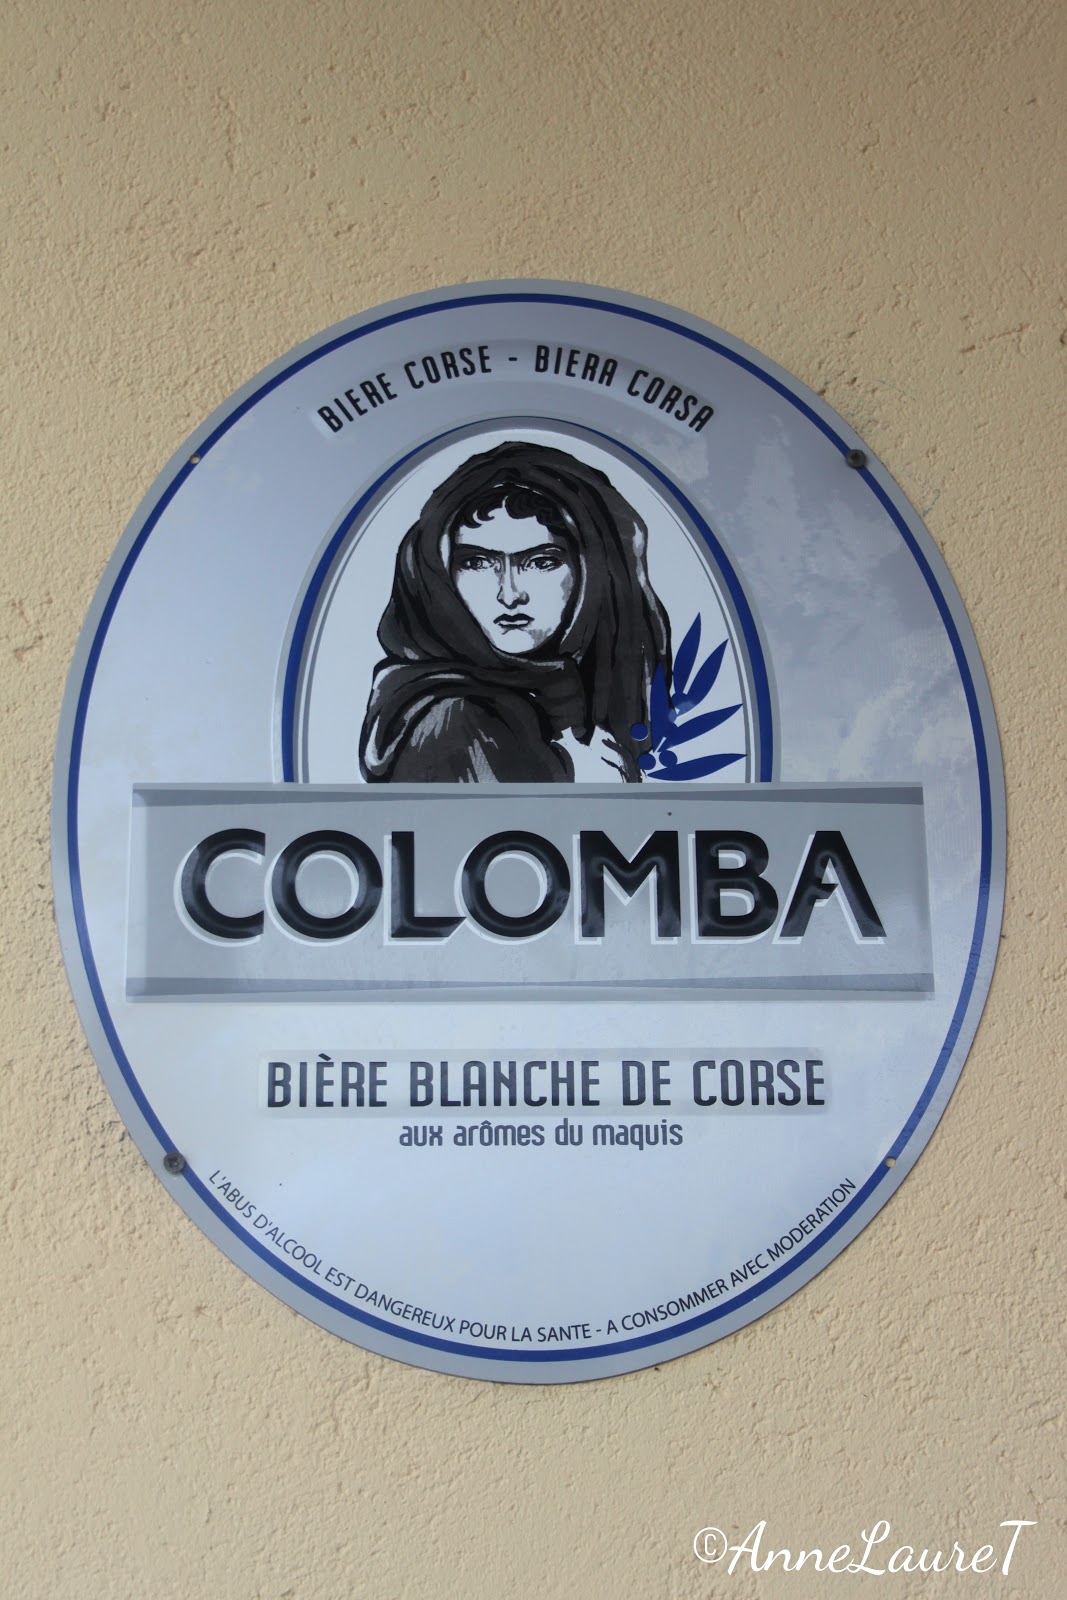 BIERE CORSE - BIERA CORSA
COLOMBA
BIÈRE BLANCHE DE CORSE
aux arômes du maquis
L'ABUS D'ALCOOL EST DANGEREUX POUR LA SANTE - A CONSOMMER AVEC MODERATION
©AnneLaureT